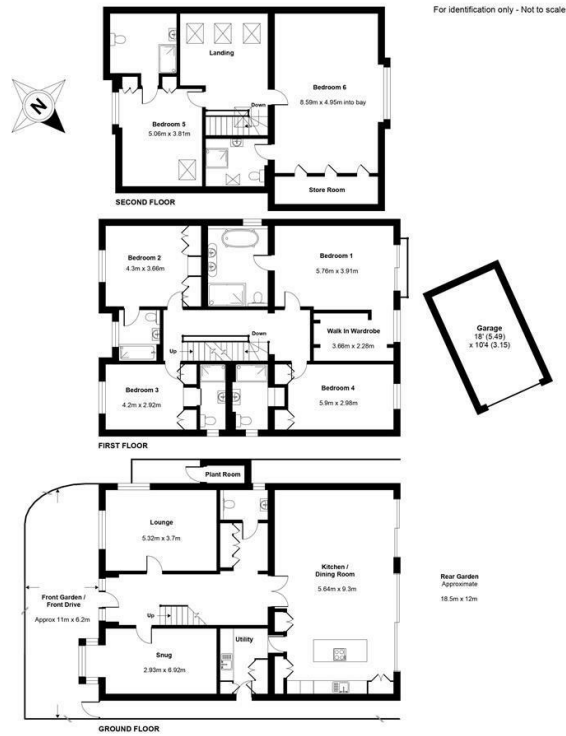 For identification only - Not to scale
Landing
Bedroom 6
8.59m x 4.95m into bay
N
Down
Bedroom 5
5.06m x 3.81m
Store Room
SECOND FLOOR
Bedroom 2
4.3m x 3.66m
Bedroom 1
5.76m x 3.91m
Garage
18' (5.49)
x 10'4 (3.15)
Down
Walk In Wardrobe
3.66m x 2.28m
Up
Bedroom 3
4.2m x 2.92m
Bedroom 4
5.9m x 2.98m
FIRST FLOOR
Plant Room
Lounge
5.32m x 3.7m
Kitchen /
Dining Room
5.64m x 9.3m
Rear Garden
Approximate
18.5m x 12m
Front Garden /
Front Drive
Approx 11m x 6.2m
Up
Utility
Snug
2.93m x 6.92m
GROUND FLOOR